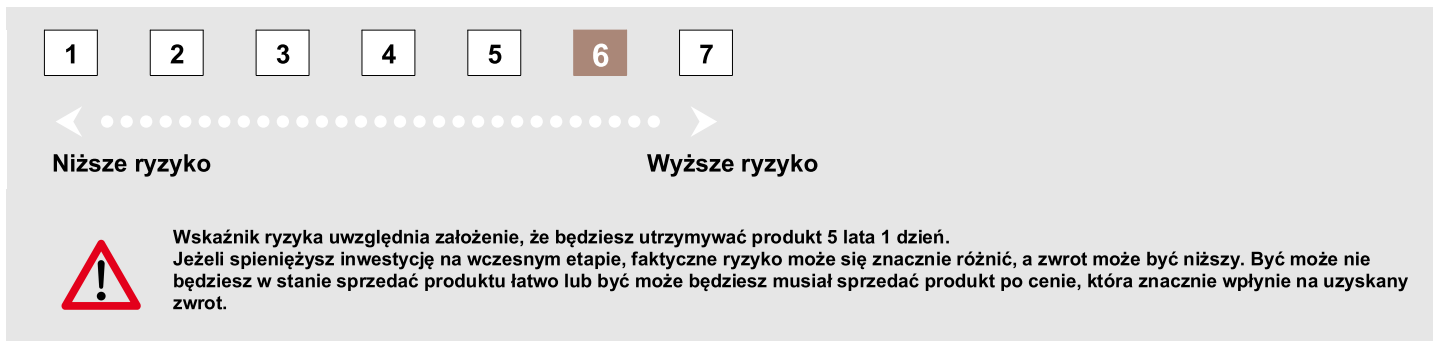 1 2 3 4 5 6 7
Niższe ryzyko Wyższe ryzyko
Wskaźnik ryzyka uwzględnia założenie, że będziesz utrzymywać produkt 5 lata 1 dzień.
Jeżeli spieniężysz inwestycję na wczesnym etapie, faktyczne ryzyko może się znacznie różnić, a zwrot może być niższy. Być może nie
będziesz w stanie sprzedać produktu łatwo lub być może będziesz musiał sprzedać produkt po cenie, która znacznie wpłynie na uzyskany
zwrot.